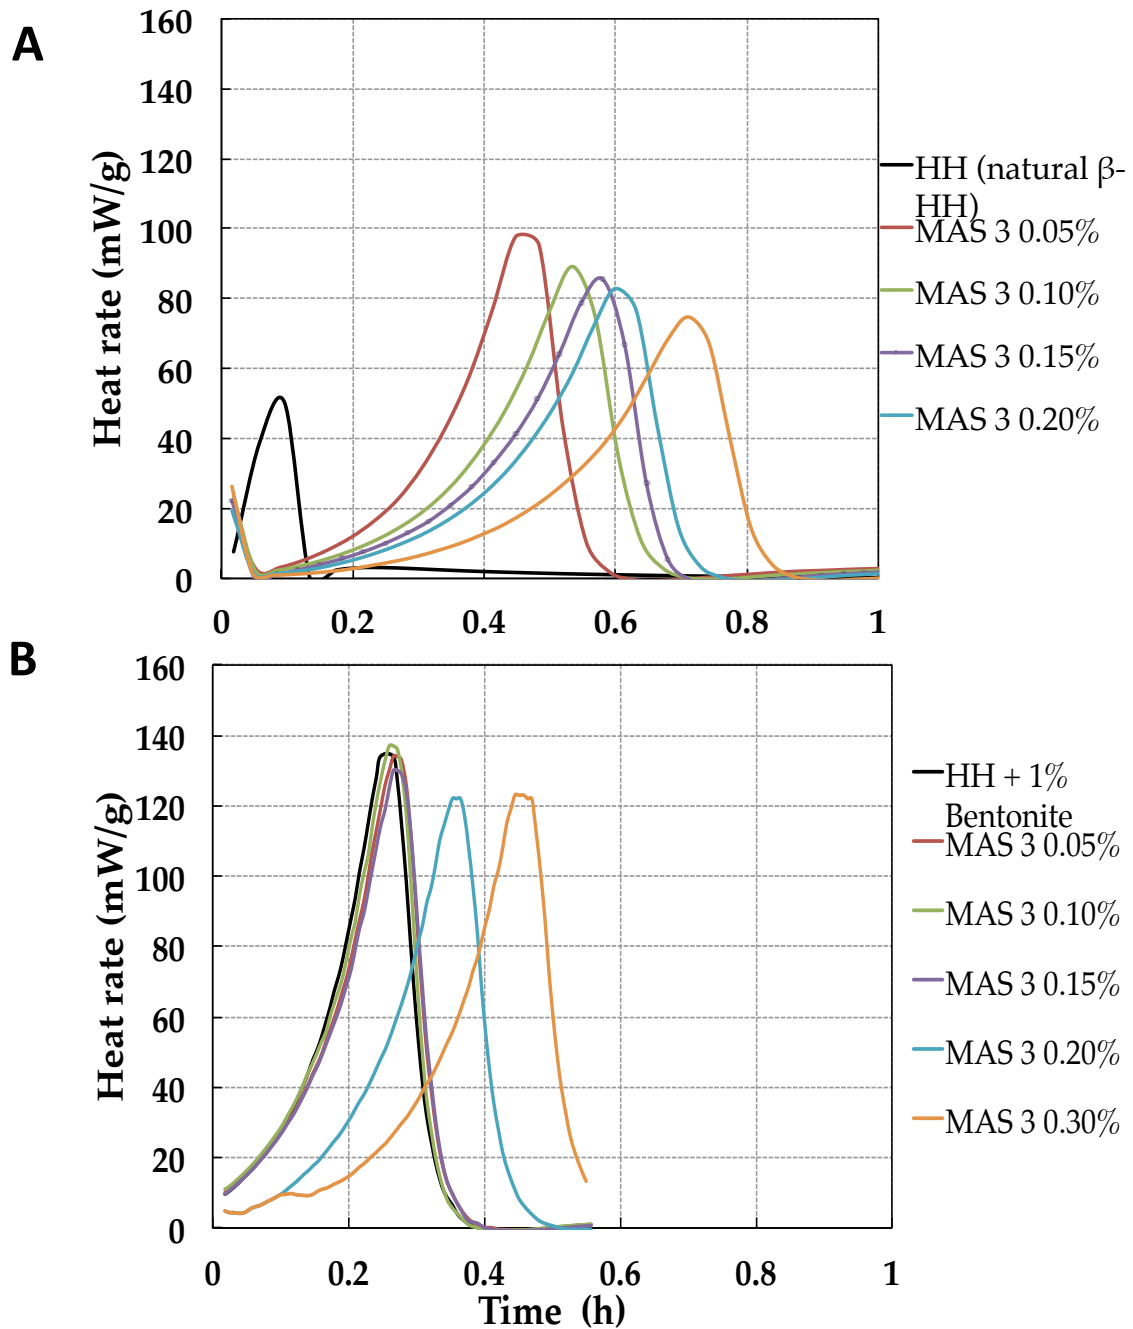 A
160
140
120
100
80
60
40
20
0
Heat rate (mW/g)
0 0.2 0.4 0.6 0.8 1
HH (natural β-
HH)
MAS 3 0.05%
MAS 3 0.10%
MAS 3 0.15%
MAS 3 0.20%
B
160
140
120
100
80
60
40
20
0
Heat rate (mW/g)
0 0.2 0.4 0.6 0.8 1
Time (h)
HH + 1%
Bentonite
MAS 3 0.05%
MAS 3 0.10%
MAS 3 0.15%
MAS 3 0.20%
MAS 3 0.30%